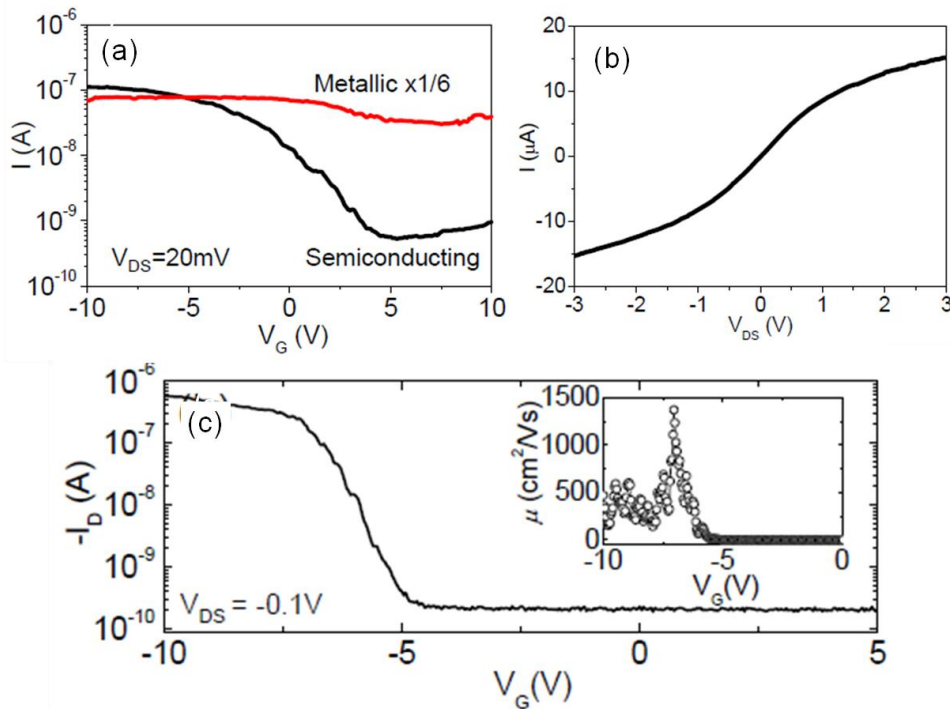 (a)
10⁻⁶
10⁻⁷
10⁻⁸
10⁻⁹
10⁻¹⁰
I (A)
Metallic x1/6
V_DS=20mV
Semiconducting
-10 -5 0 5 10
V_G (V)
(b)
20
10
0
-10
-20
I (μA)
-3 -2 -1 0 1 2 3
V_DS (V)
(c)
10⁻⁶
10⁻⁷
10⁻⁸
10⁻⁹
10⁻¹⁰
-I_D (A)
V_DS = -0.1V
-10 -5 0 5
V_G(V)
1500
1000
500
0
μ (cm²/Vs)
-10 -5 0
V_G(V)